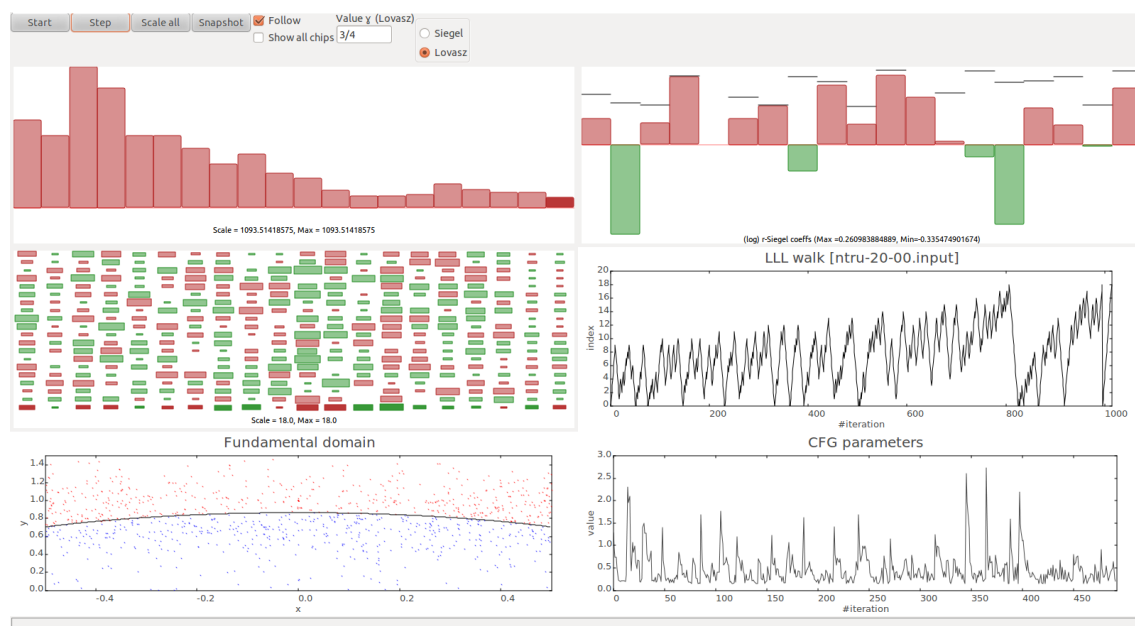 Start Step Scale all Snapshot Follow Value γ (Lovasz)
Show all chips 3/4 Siegel
Lovasz
Scale = 1093.51418575, Max = 1093.51418575
(log) r-Siegel coeffs (Max =0.260983884889, Min=-0.335474901674)
Scale = 18.0, Max = 18.0
LLL walk [ntru-20-00.input]
20
18
16
14
12
10
8
6
4
2
0
index
0 200 400 600 800 1000
#iteration
Fundamental domain
1.4
1.2
1.0
0.8
0.6
0.4
0.2
0.0
y
-0.4 -0.2 0.0 0.2 0.4
x
CFG parameters
3.0
2.5
2.0
1.5
1.0
0.5
0.0
value
0 50 100 150 200 250 300 350 400 450
#iteration